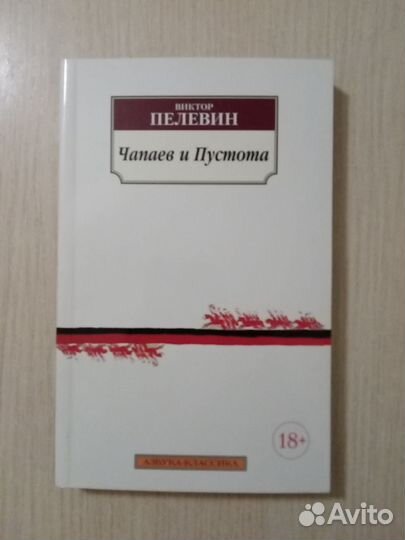 ВИКТОР
ПЕЛЕВИН
Чапаев и Пустота
18+
АЗБУКА-КЛАССИКА
Avito